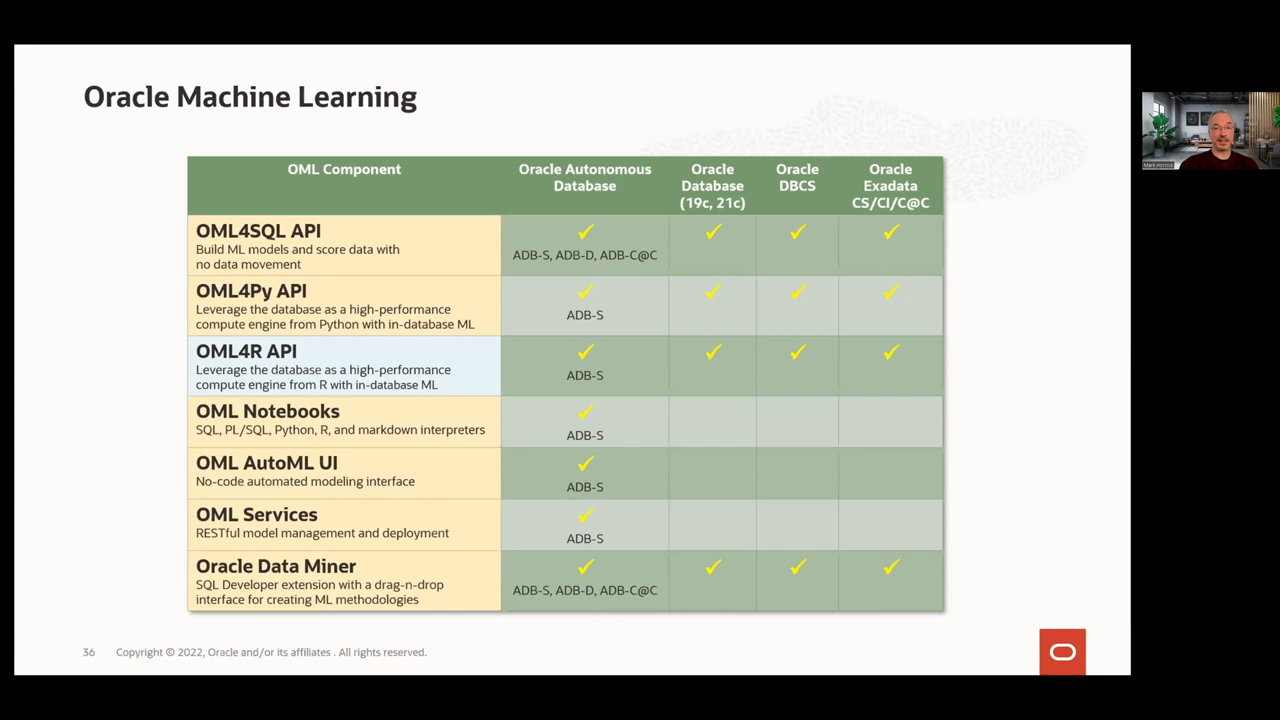 Oracle Machine Learning
OML Component
Oracle Autonomous
Database
Oracle
Database
(19c, 21c)
Oracle
DBCS
Oracle
Exadata
CS/CI/C@C
OML4SQL API
Build ML models and score data with
no data movement
✓
ADB-S, ADB-D, ADB-C@C
✓
✓
✓
OML4Py API
Leverage the database as a high-performance
compute engine from Python with in-database ML
✓
ADB-S
✓
✓
✓
OML4R API
Leverage the database as a high-performance
compute engine from R with in-database ML
✓
ADB-S
✓
✓
✓
OML Notebooks
SQL, PL/SQL, Python, R, and markdown interpreters
✓
ADB-S
OML AutoML UI
No-code automated modeling interface
✓
ADB-S
OML Services
RESTful model management and deployment
✓
ADB-S
Oracle Data Miner
SQL Developer extension with a drag-n-drop
interface for creating ML methodologies
✓
ADB-S, ADB-D, ADB-C@C
✓
✓
✓
36 Copyright © 2022, Oracle and/or its affiliates . All rights reserved.
Mark Hornick